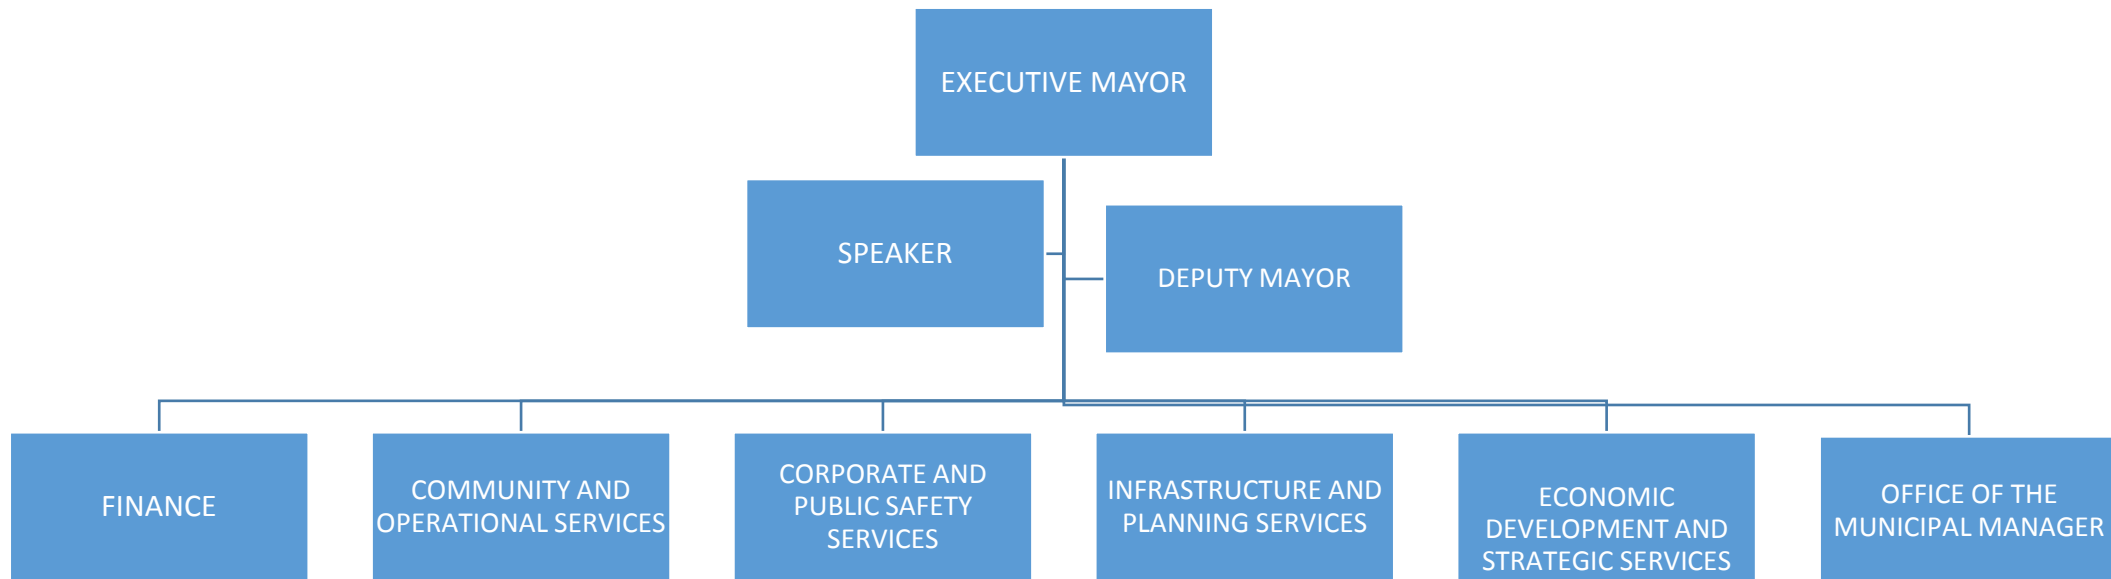 EXECUTIVE MAYOR
SPEAKER
DEPUTY MAYOR
FINANCE
COMMUNITY AND
OPERATIONAL SERVICES
CORPORATE AND
PUBLIC SAFETY
SERVICES
INFRASTRUCTURE AND
PLANNING SERVICES
ECONOMIC
DEVELOPMENT AND
STRATEGIC SERVICES
OFFICE OF THE
MUNICIPAL MANAGER